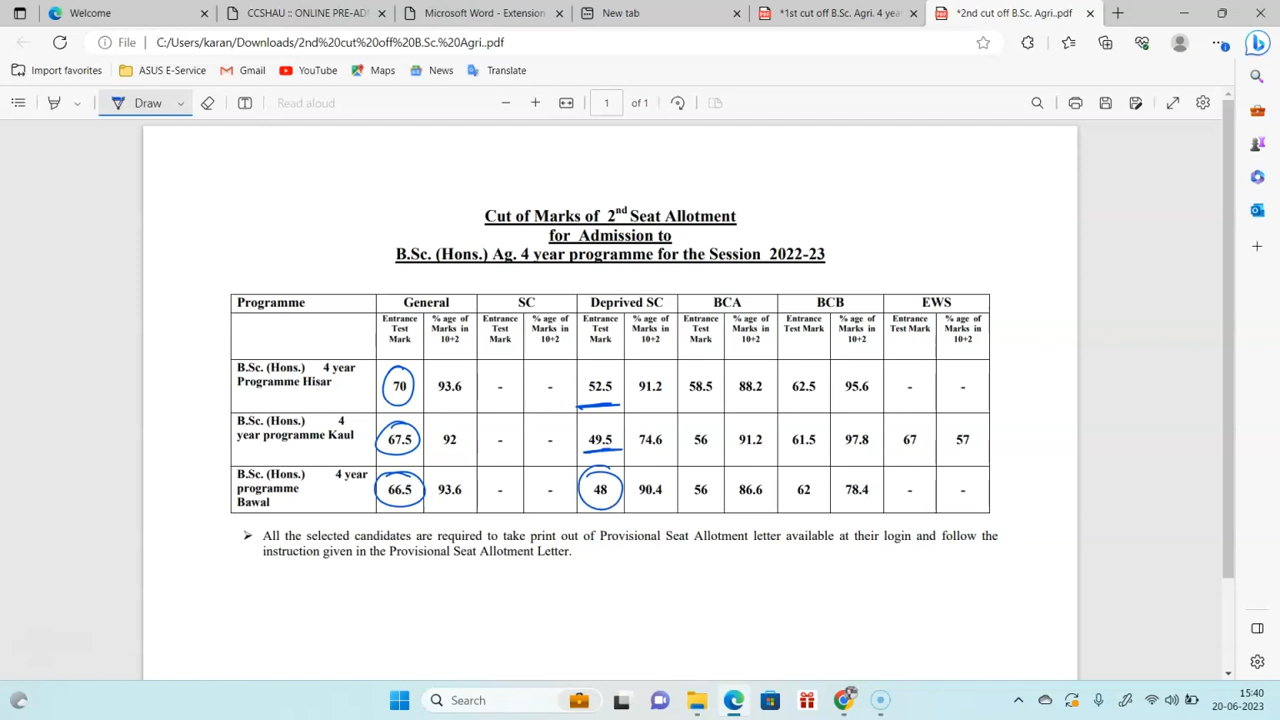 Welcome
CCSHAU :: ONLINE PRE-AD
Microsoft Word - Extension
New tab
*1st cut off B.Sc. Agri. 4 year
*2nd cut off B.Sc. Agri..pdf
File C:/Users/karan/Downloads/2nd%20cut%20off%20B.Sc.%20Agri..pdf
Import favorites ASUS E-Service Gmail YouTube Maps News Translate
Draw Read aloud 1 of 1
Cut of Marks of 2nd Seat Allotment
for Admission to
B.Sc. (Hons.) Ag. 4 year programme for the Session 2022-23
Programme General SC Deprived SC BCA BCB EWS
Entrance % age of Entrance % age of Entrance % age of Entrance % age of Entrance % age of Entrance % age of
Test Marks in Test Marks in Test Marks in Test Marks in Test Mark Marks in Test Mark Marks in
Mark 10+2 Mark 10+2 Mark 10+2 Mark 10+2 10+2 10+2
B.Sc. (Hons.) 4 year
Programme Hisar 70 93.6 - - 52.5 91.2 58.5 88.2 62.5 95.6 - -
B.Sc. (Hons.) 4
year programme Kaul 67.5 92 - - 49.5 74.6 56 91.2 61.5 97.8 67 57
B.Sc. (Hons.) 4 year
programme 66.5 93.6 - - 48 90.4 56 86.6 62 78.4 - -
Bawal
All the selected candidates are required to take print out of Provisional Seat Allotment letter available at their login and follow the
instruction given in the Provisional Seat Allotment Letter.
Search
15:40
20-06-2023